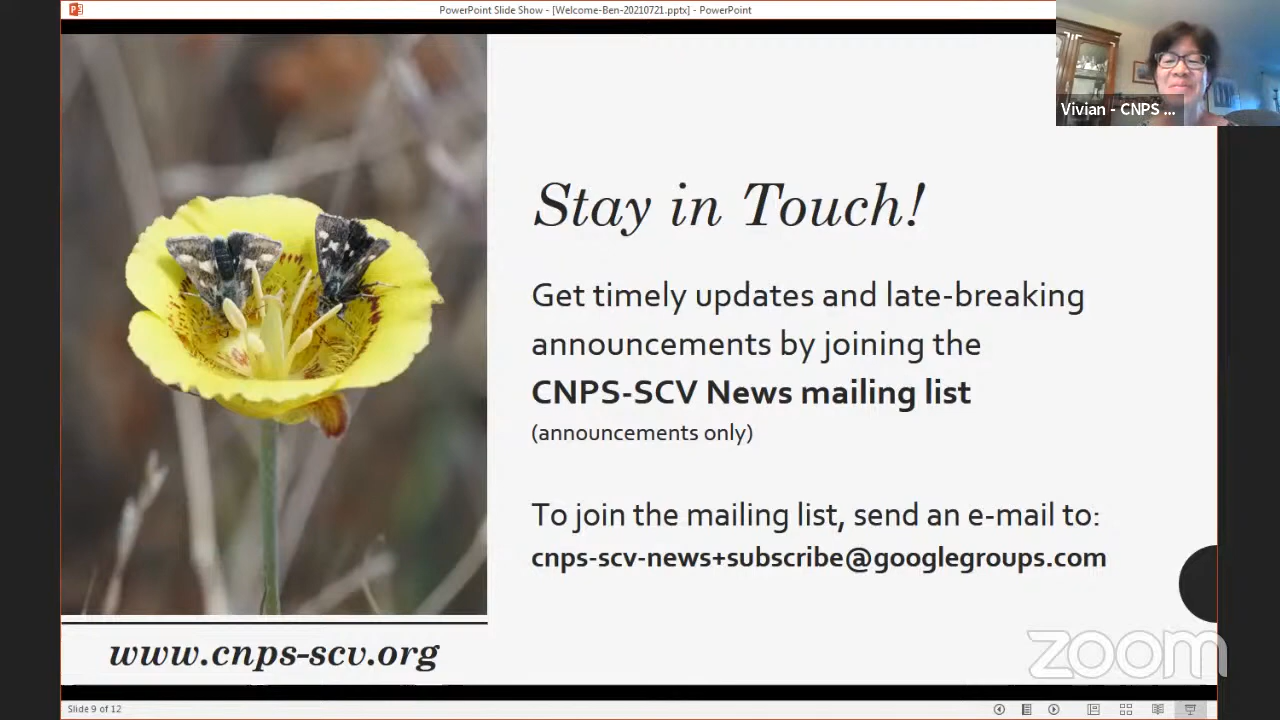 PowerPoint Slide Show - [Welcome-Ben-20210721.pptx] - PowerPoint
Vivian - CNPS ...
Stay in Touch!
Get timely updates and late-breaking
announcements by joining the
CNPS-SCV News mailing list
(announcements only)
To join the mailing list, send an e-mail to:
cnps-scv-news+subscribe@googlegroups.com
www.cnps-scv.org
zoom
Slide 9 of 12